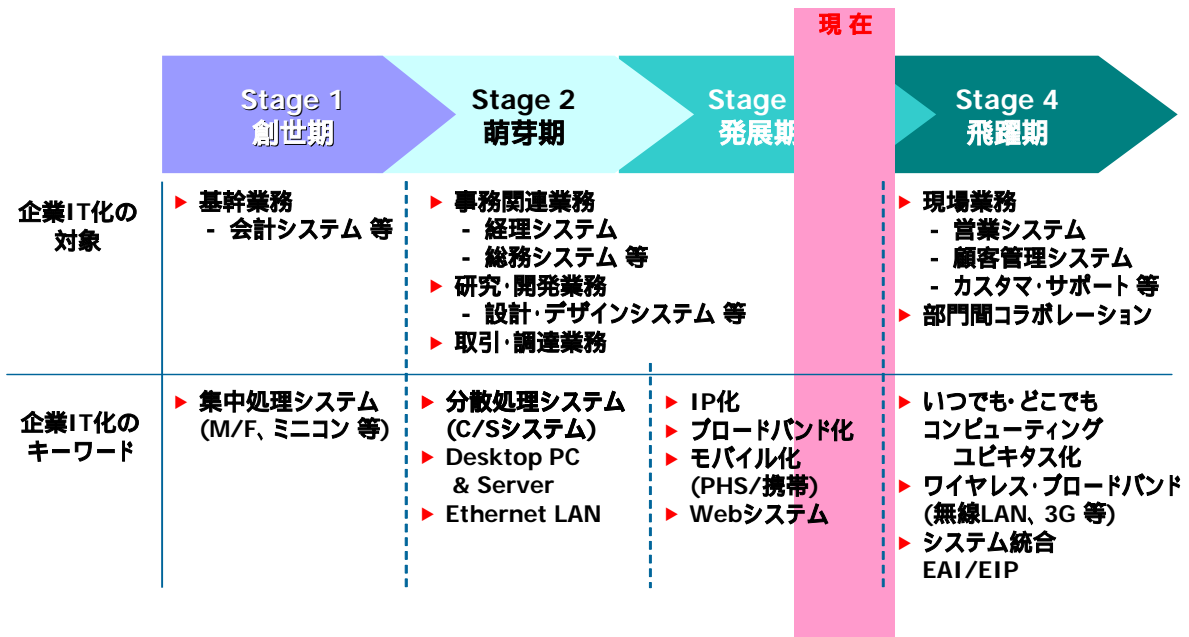 現 在
Stage 1
創世期
Stage 2
萌芽期
Stage
発展期
Stage 4
飛躍期
企業IT化の
対象
▶ 基幹業務
- 会計システム 等
▶ 事務関連業務
- 経理システム
- 総務システム 等
▶ 研究・開発業務
- 設計・デザインシステム 等
▶ 取引・調達業務
▶ 現場業務
- 営業システム
- 顧客管理システム
- カスタマ・サポート 等
▶ 部門間コラボレーション
企業IT化の
キーワード
▶ 集中処理システム
(M/F、ミニコン 等)
▶ 分散処理システム
(C/Sシステム)
▶ Desktop PC
& Server
▶ Ethernet LAN
▶ IP化
▶ ブロードバンド化
▶ モバイル化
(PHS/携帯)
▶ Webシステム
▶ いつでも・どこでも
コンピューティング
ユビキタス化
▶ ワイヤレス・ブロードバンド
(無線LAN、3G 等)
▶ システム統合
EAI/EIP